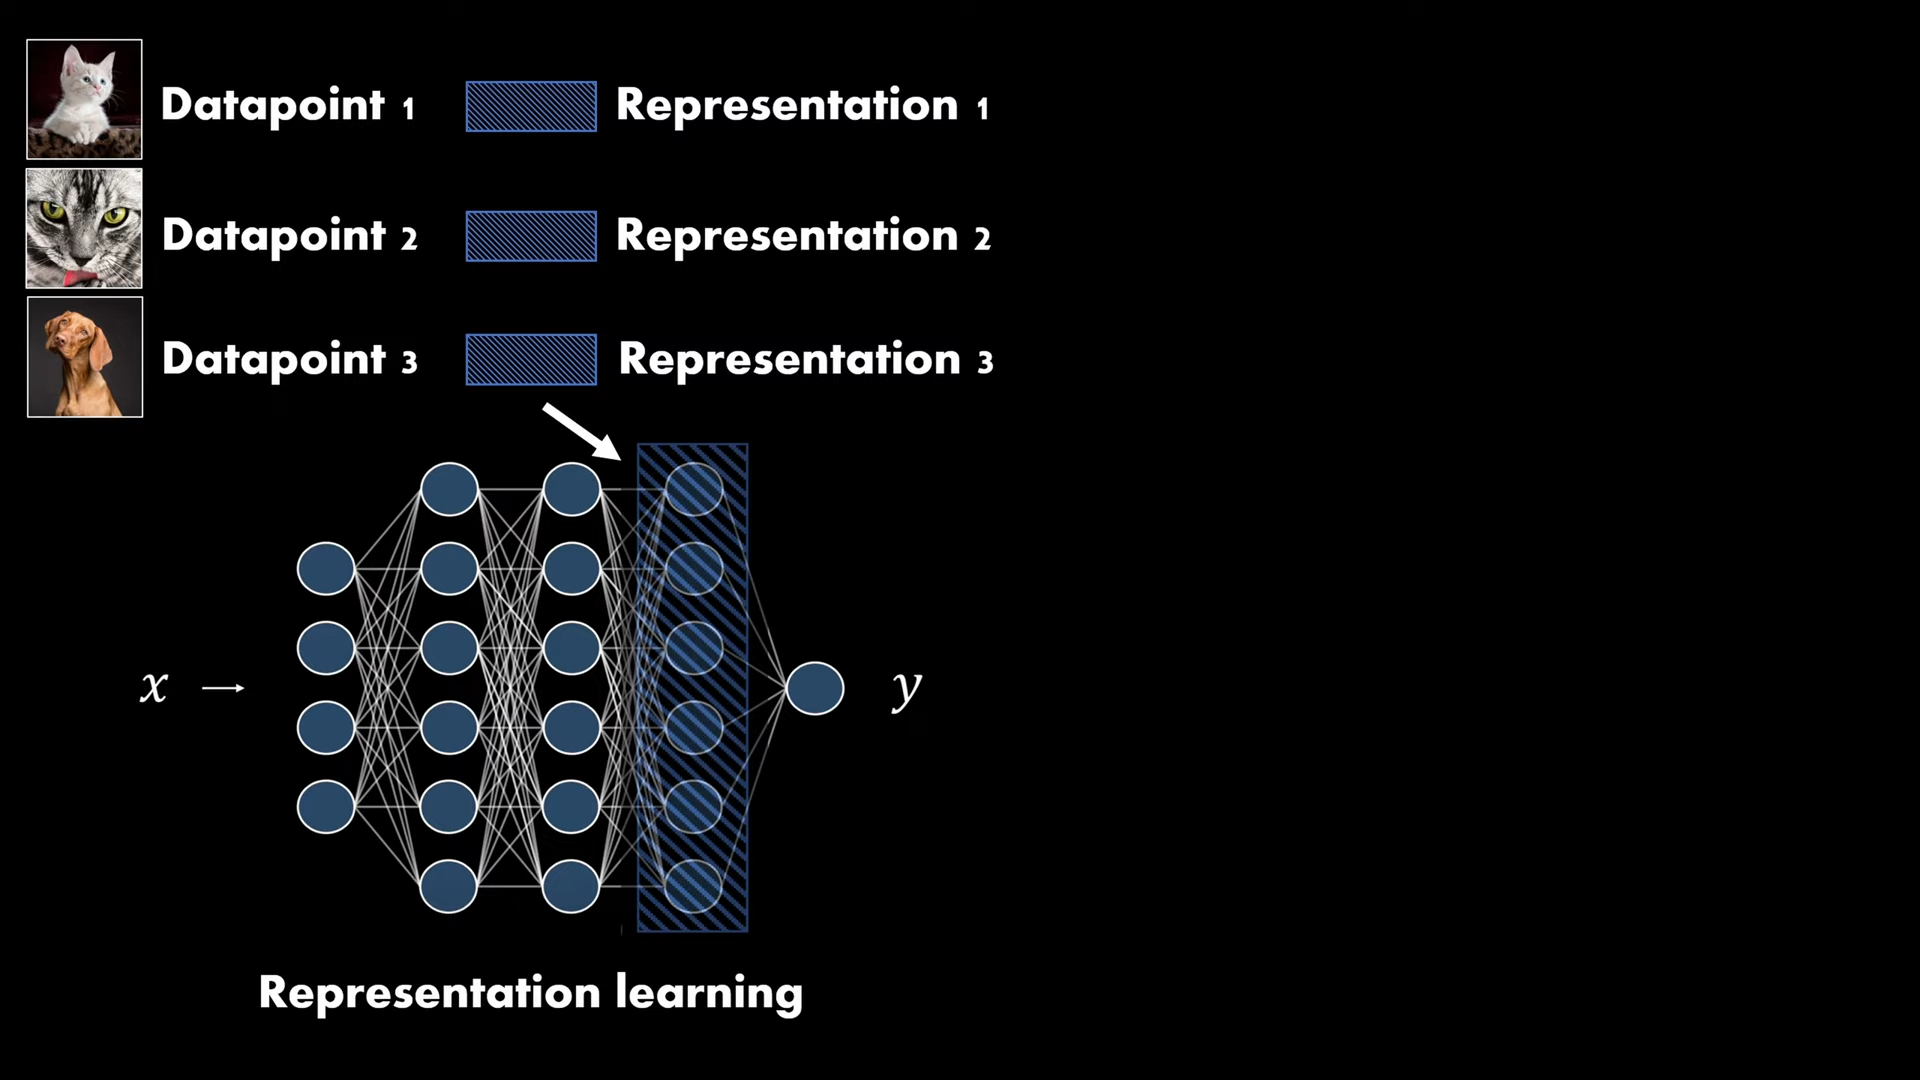 Datapoint 1 Representation 1
Datapoint 2 Representation 2
Datapoint 3 Representation 3
x → y
Representation learning